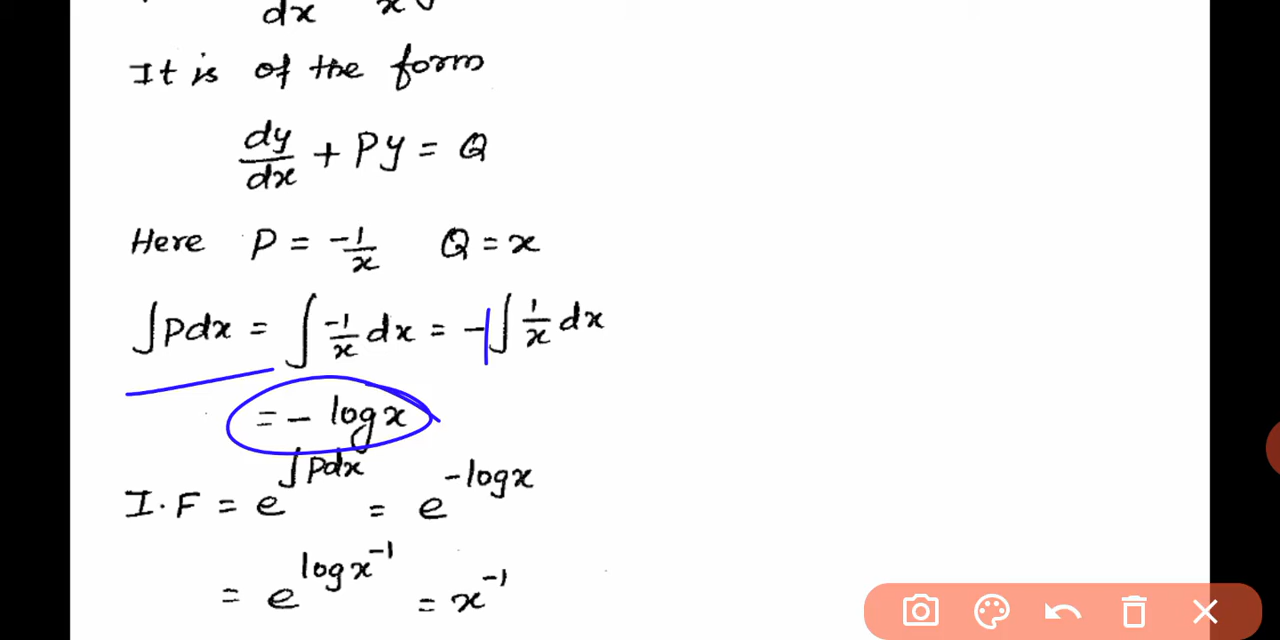 dx x
It is of the form
dy/dx + Py = Q
Here P = -1/x Q = x
∫Pdx = ∫ -1/x dx = -∫ 1/x dx
= - log x
I.F = e^∫Pdx = e^-log x
= e^log x^-1 = x^-1